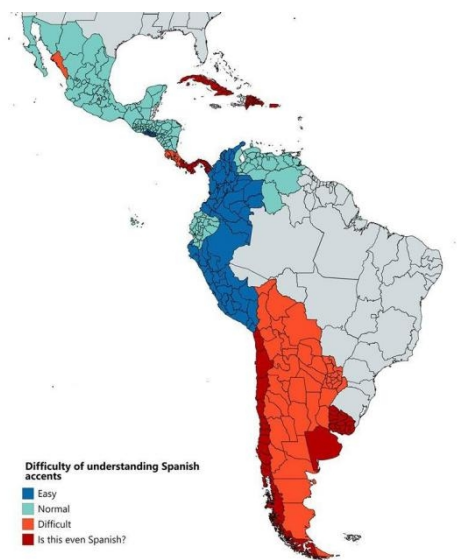 Difficulty of understanding Spanish
accents
Easy
Normal
Difficult
Is this even Spanish?